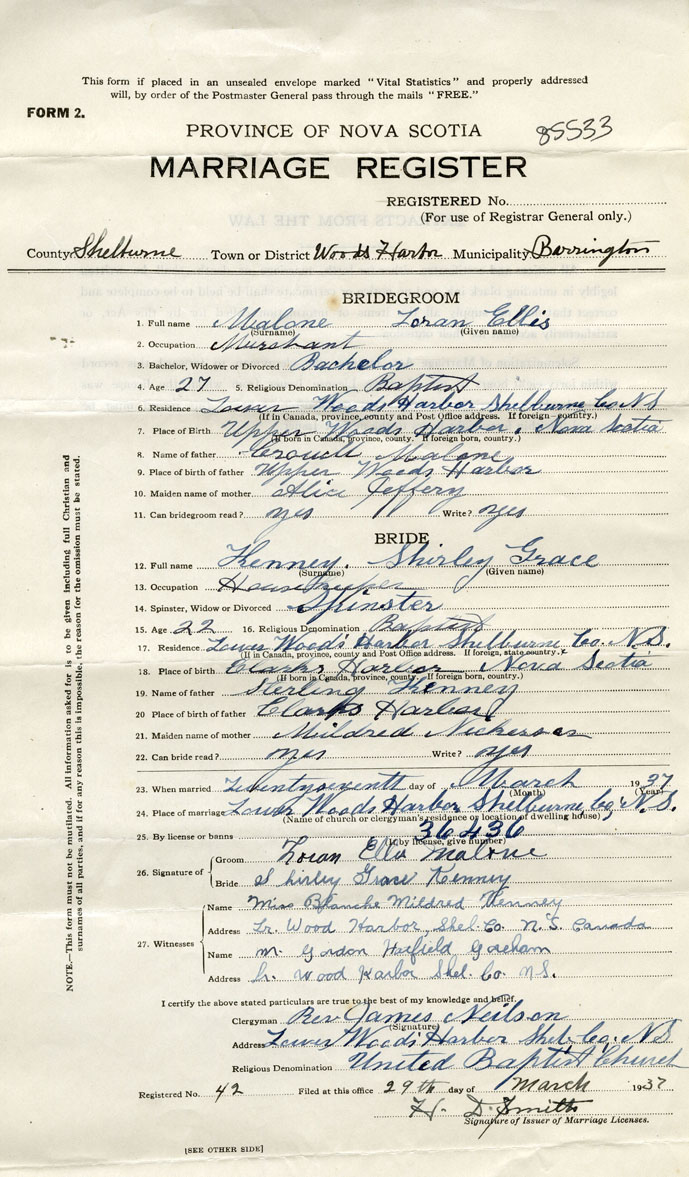 This form if placed in an unsealed envelope marked "Vital Statistics" and properly addressed
will, by order of the Postmaster General pass through the mails "FREE."
FORM 2.
PROVINCE OF NOVA SCOTIA 85533
MARRIAGE REGISTER
REGISTERED No.
(For use of Registrar General only.)
County Shelburne Town or District Woods Harbor Municipality Barrington
BRIDEGROOM
1. Full name Malone Loran Ellis
(Surname) (Given name)
2. Occupation Merchant
3. Bachelor, Widower or Divorced Bachelor
4. Age 27 5. Religious Denomination Baptist
6. Residence Lower Woods Harbor Shelburne Co. N.S
(If in Canada, province, county and Post Office address. If foreign, country.)
7. Place of Birth Upper Woods Harbor, Nova Scotia
(If born in Canada, province, county. If foreign born, country.)
8. Name of father Crowell Malone
9. Place of birth of father Upper Woods Harbor
10. Maiden name of mother Alice Jeffery
11. Can bridegroom read? yes Write? yes
BRIDE
12. Full name Kenney, Shirley Grace
(Surname) (Given name)
13. Occupation Housekeeper
14. Spinster, Widow or Divorced Spinster
15. Age 22 16. Religious Denomination Baptist
17. Residence Lower Woods Harbor Shelburne Co. N.S.
(If in Canada, province, county and Post Office address. If foreign, state country.)
18. Place of birth Clarks Harbor Nova Scotia
(If born in Canada, province, county. If foreign born, country.)
19. Name of father Sterling Kenney
20. Place of birth of father Clarks Harbor
21. Maiden name of mother Mildred Nickerson
22. Can bride read? yes Write? yes
23. When married Twentyseventh day of March 1937
(Month) (Year)
24. Place of marriage Lower Woods Harbor Shelburne Co, N.S.
(Name of church or clergyman's residence or location of dwelling house)
25. By license or banns 36436
(If by license, give number)
26. Signature of Groom Loran Ellis Malone
Bride Shirley Grace Kenney
27. Witnesses Name Miss Blanche Mildred Kenney
Address Lr. Wood Harbor, Shel. Co. N.S. Canada
Name M. Gordon Goreham
Address Lr. Wood Harbor Shel. Co. N.S.
I certify the above stated particulars are true to the best of my knowledge and belief.
Clergyman Rev James Neilson
(Signature)
Address Lower Woods Harbor Shel. Co. N.S
Religious Denomination United Baptist Church
Registered No. 42 Filed at this office 29th day of March 1937
H. D. Smith
Signature of Issuer of Marriage Licenses.
[SEE OTHER SIDE]
NOTE.—This form must not be mutilated. All information asked for is to be given including full Christian and
surnames of all parties, and if for any reason this is impossible, the reason for the omission must be stated.